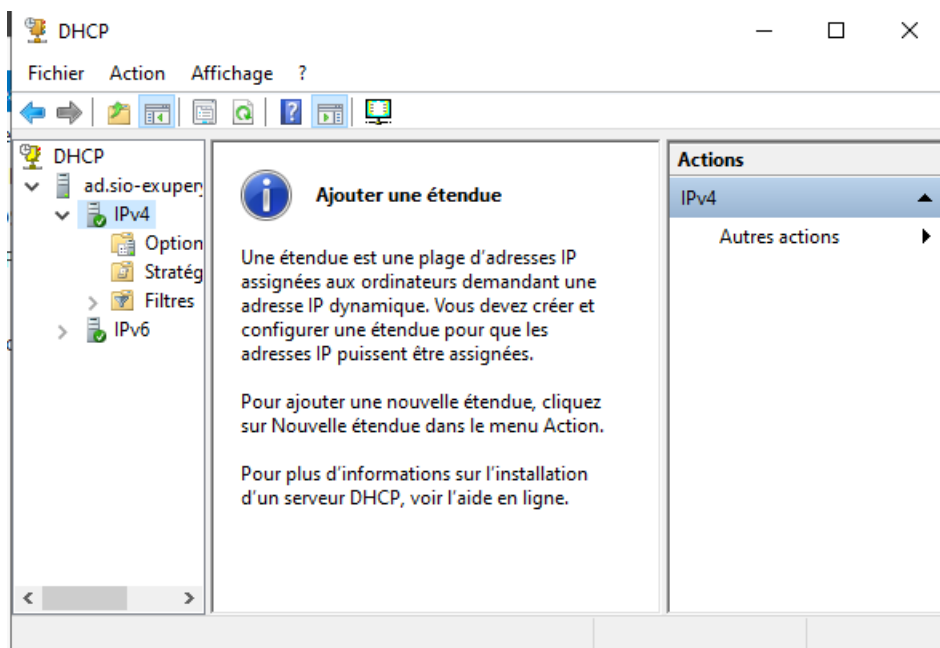 DHCP
Fichier Action Affichage ?
DHCP
ad.sio-exupery
IPv4
Option
Stratég
Filtres
IPv6
Ajouter une étendue
Une étendue est une plage d'adresses IP
assignées aux ordinateurs demandant une
adresse IP dynamique. Vous devez créer et
configurer une étendue pour que les
adresses IP puissent être assignées.
Pour ajouter une nouvelle étendue, cliquez
sur Nouvelle étendue dans le menu Action.
Pour plus d'informations sur l'installation
d'un serveur DHCP, voir l'aide en ligne.
Actions
IPv4
Autres actions